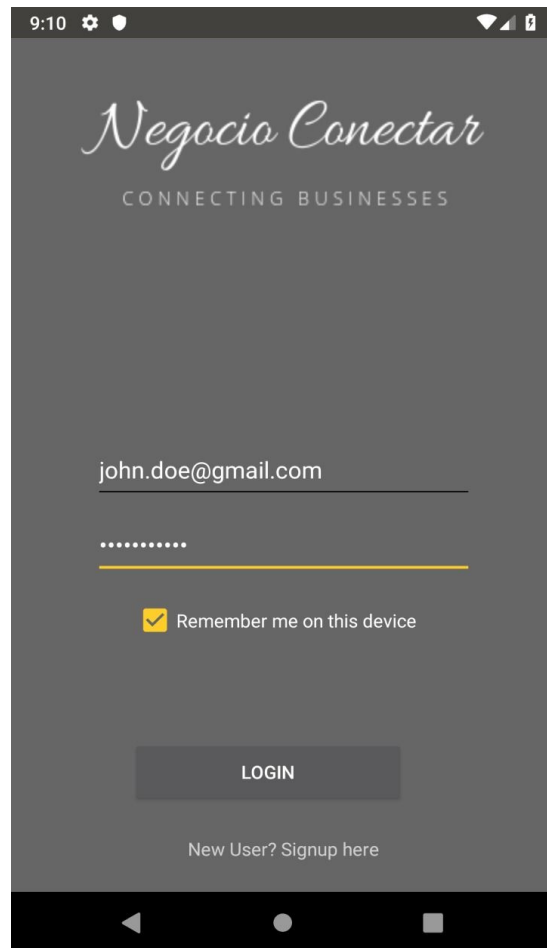 9:10
Negocio Conectar
CONNECTING BUSINESSES
john.doe@gmail.com
•••••••••••
Remember me on this device
LOGIN
New User? Signup here